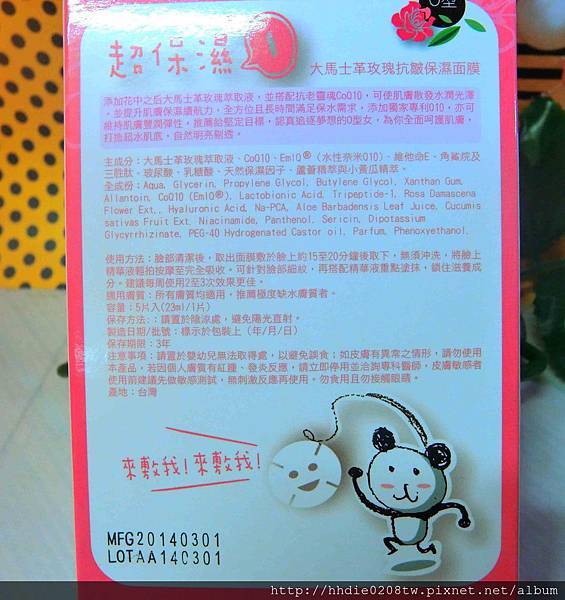 O型
超保濕
大馬士革玫瑰抗皺保濕面膜
添加花中之后大馬士革玫瑰萃取液，並搭配抗老靈魂CoQ10，可使肌膚散發水潤光澤
，並提升肌膚保濕續航力，全方位且長時間滿足保水需求，添加獨家專利Q10，亦可
維持肌膚豐潤彈性，推薦給堅定目標，認真追逐夢想的O型女，為你全面呵護肌膚，
打造超水肌底，自然明亮剔透。
主成分：大馬士革玫瑰萃取液、CoQ10、EmIQ®（水性奈米Q10）、維他命E、角鯊烷及
三胜肽、玻尿酸、乳糖酸、天然保濕因子、蘆薈精萃與小黃瓜精萃。
全成份：Aqua, Glycerin, Propylene Glycol, Butylene Glycol, Xanthan Gum,
Allantoin, CoQ10 (EmIQ®), Lactobionic Acid, Tripeptide-1, Rosa Damascena
Flower Ext., Hyaluronic Acid, Na-PCA, Aloe Barbadensis Leaf Juice, Cucumis
sativas Fruit Ext. Niacinamide, Panthenol. Sericin, Dipotassium
Glycyrrhizinate, PEG-40 Hydrogenated Castor oil, Parfum, Phenoxyethanol.
使用方法：臉部清潔後，取出面膜敷於臉上約15至20分鐘後取下，無須沖洗，將臉上
精華液輕拍按摩至完全吸收。可針對臉部細紋，再搭配精華液重點塗抹，鎖住滋養成
分。建議每周使用2至3次效果更佳。
適用膚質：所有膚質均適用，推薦極度缺水膚質者。
容量：5片入(23ml/1片)
保存方法：：請置於陰涼處，避免陽光直射。
製造日期/批號：標示於包裝上（年/月/日）
保存期限：3年
注意事項：請置於嬰幼兒無法取得處，以避免誤食；如皮膚有異常之情形，請勿使用
本產品，若因個人膚質有紅腫、發炎反應，請立即停用並洽詢專科醫師，皮膚敏感者
使用前建議先做敏感測試，無刺激反應再使用。勿食用且勿接觸眼睛。
產地：台灣
來敷我！來敷我！
MFG20140301
LOTAA140301
http://hhdie0208tw.pixnet.net/album